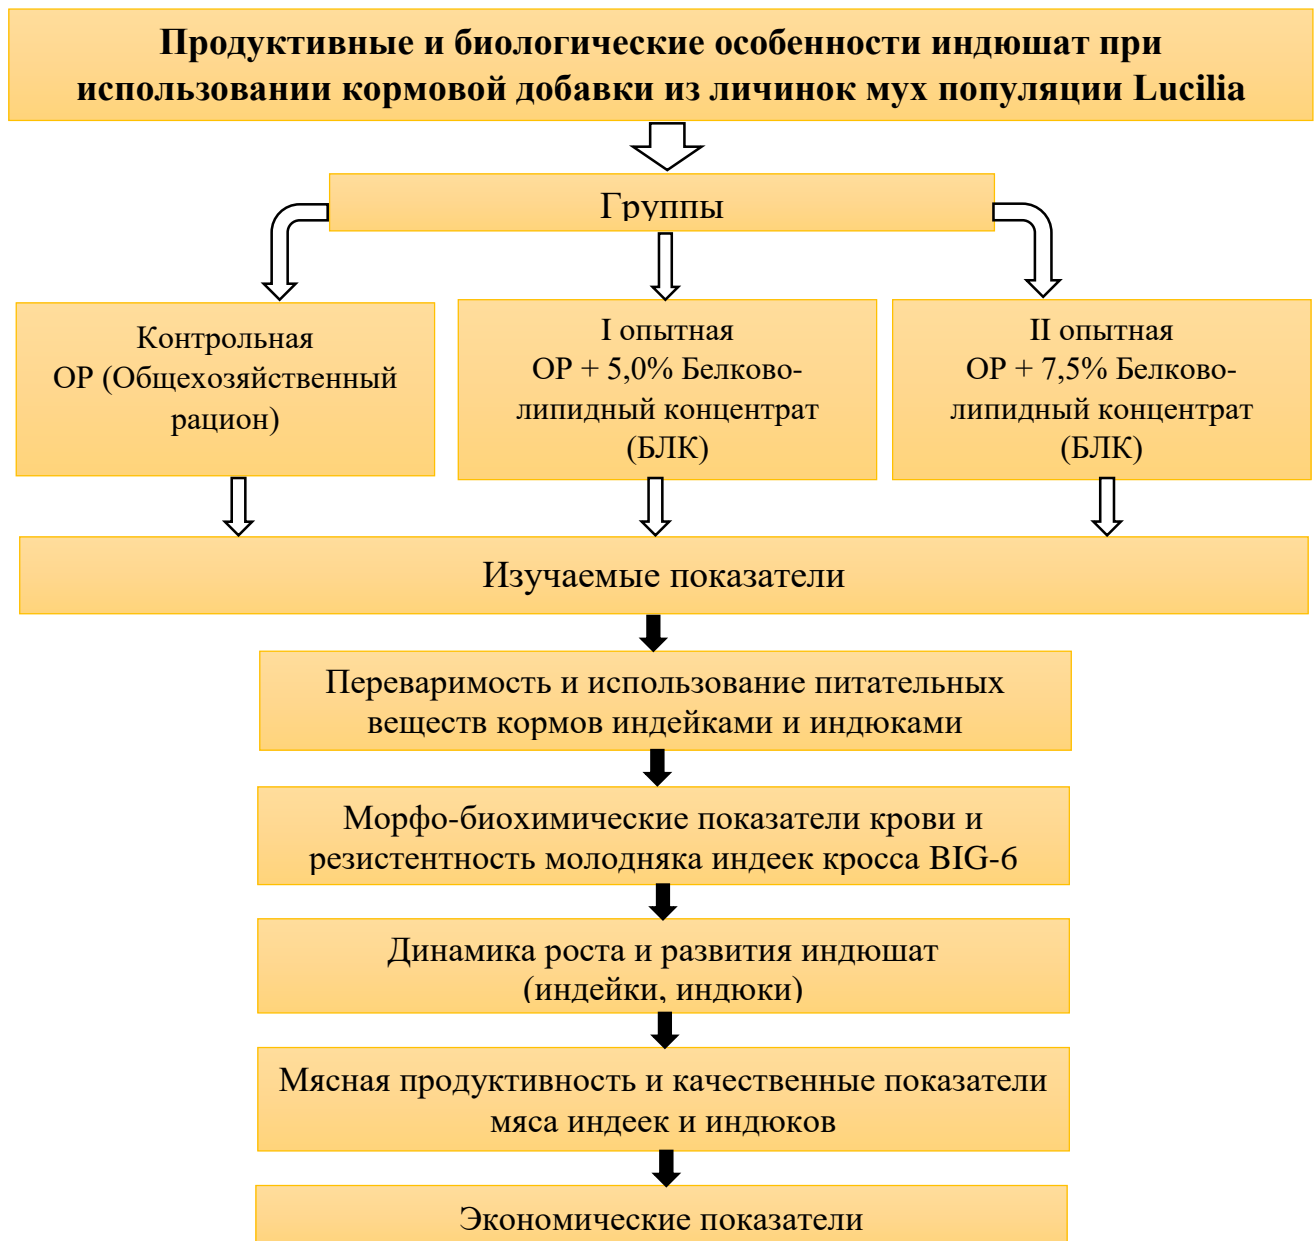 Продуктивные и биологические особенности индюшат при
использовании кормовой добавки из личинок мух популяции Lucilia
Группы
Контрольная
ОР (Общехозяйственный
рацион)
I опытная
ОР + 5,0% Белково-
липидный концентрат
(БЛК)
II опытная
ОР + 7,5% Белково-
липидный концентрат
(БЛК)
Изучаемые показатели
Переваримость и использование питательных
веществ кормов индейками и индюками
Морфо-биохимические показатели крови и
резистентность молодняка индеек кросса BIG-6
Динамика роста и развития индюшат
(индейки, индюки)
Мясная продуктивность и качественные показатели
мяса индеек и индюков
Экономические показатели